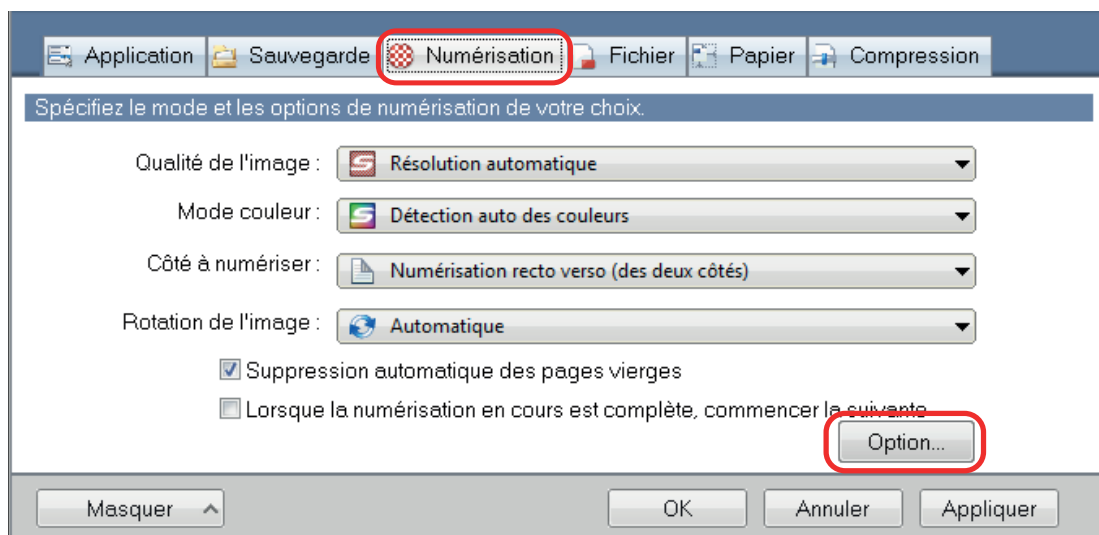 Application Sauvegarde Numérisation Fichier Papier Compression
Spécifiez le mode et les options de numérisation de votre choix.
Qualité de l'image : Résolution automatique
Mode couleur : Détection auto des couleurs
Côté à numériser : Numérisation recto verso (des deux côtés)
Rotation de l'image : Automatique
Suppression automatique des pages vierges
Lorsque la numérisation en cours est complète, commencer la suivante
Option...
Masquer OK Annuler Appliquer